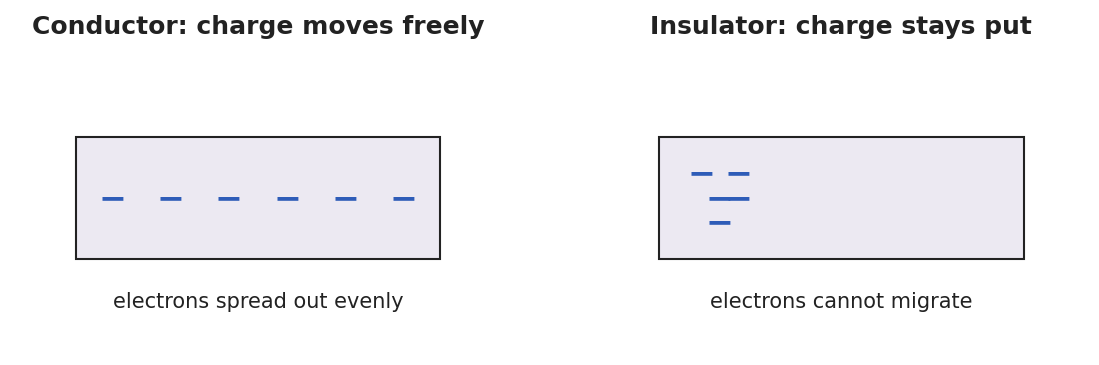 Conductor: charge moves freely
Insulator: charge stays put
electrons spread out evenly
electrons cannot migrate